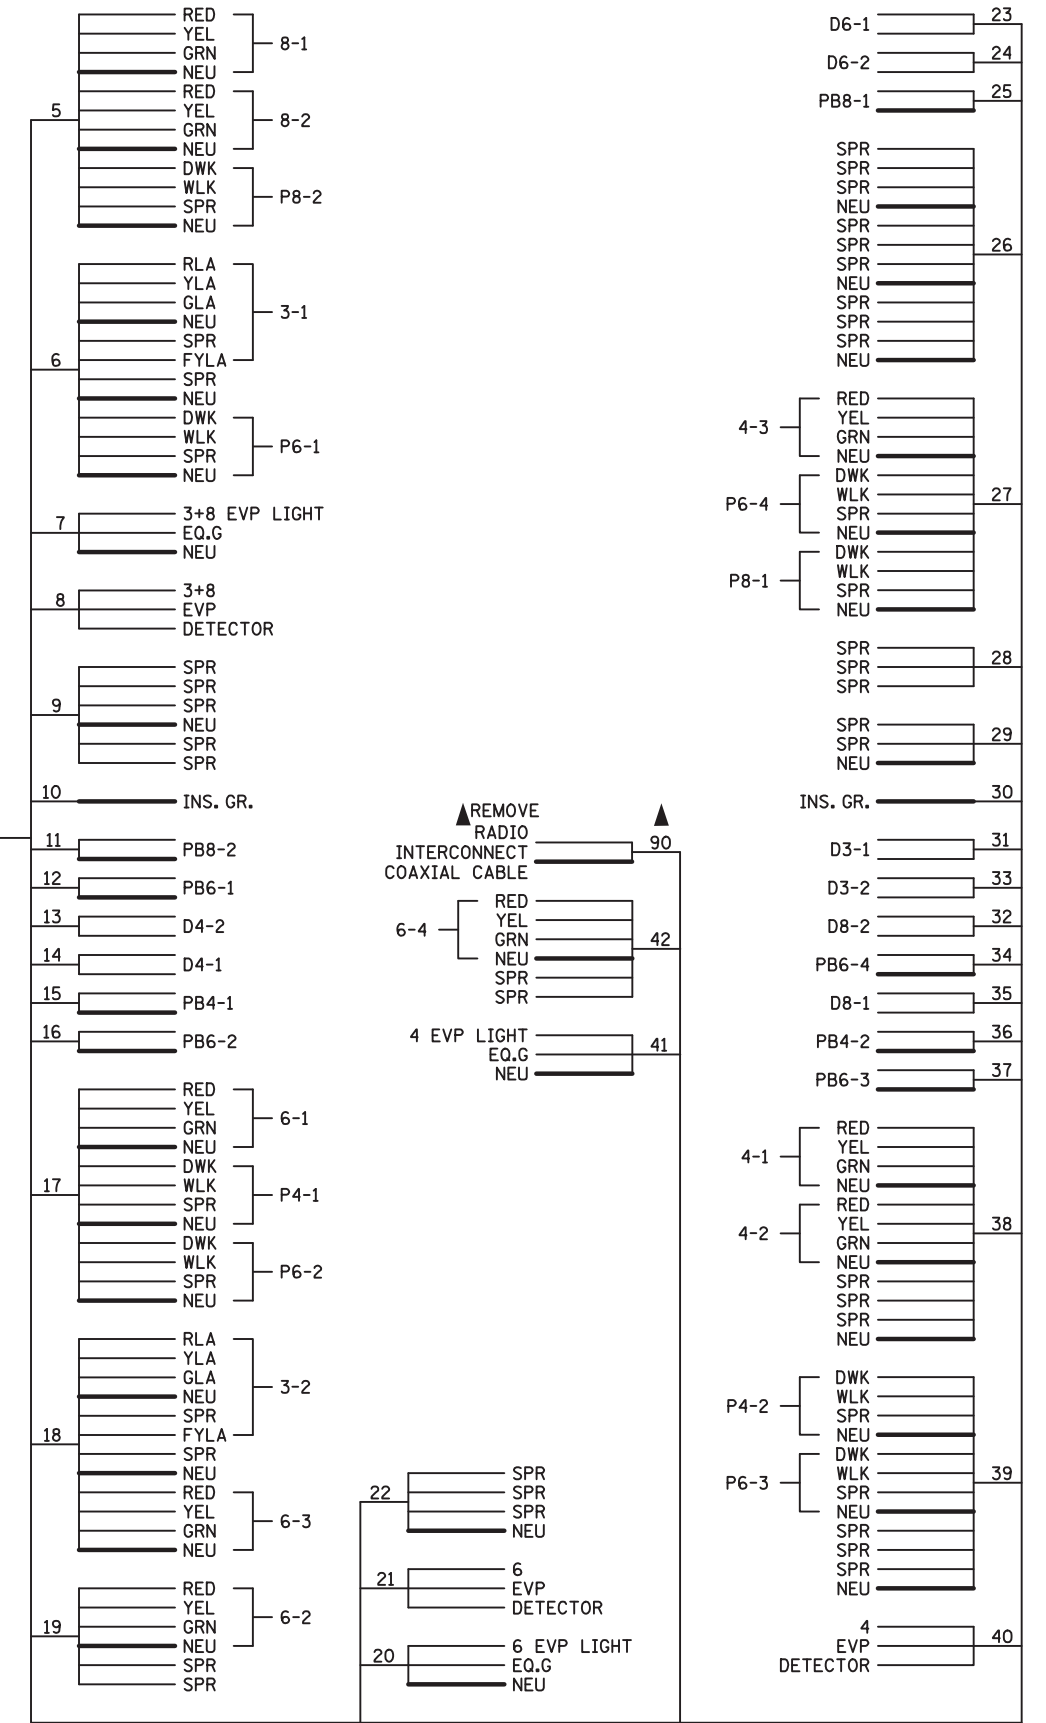 RED
YEL
GRN
NEU
8-1
5
RED
YEL
GRN
NEU
8-2
DWK
WLK
SPR
NEU
P8-2
6
RLA
YLA
GLA
NEU
SPR
FYLA
3-1
SPR
NEU
DWK
WLK
SPR
NEU
P6-1
7
3+8 EVP LIGHT
EQ.G
NEU
8
3+8
EVP
DETECTOR
9
SPR
SPR
SPR
NEU
SPR
SPR
10
INS. GR.
11
PB8-2
12
PB6-1
13
D4-2
14
D4-1
15
PB4-1
16
PB6-2
17
RED
YEL
GRN
NEU
6-1
DWK
WLK
SPR
NEU
P4-1
DWK
WLK
SPR
NEU
P6-2
18
RLA
YLA
GLA
NEU
SPR
FYLA
3-2
SPR
NEU
RED
YEL
GRN
NEU
6-3
19
RED
YEL
GRN
NEU
6-2
SPR
SPR
▲REMOVE
RADIO
INTERCONNECT
COAXIAL CABLE
▲
90
6-4
RED
YEL
GRN
NEU
SPR
SPR
42
4 EVP LIGHT
EQ.G
NEU
41
22
SPR
SPR
SPR
NEU
21
6
EVP
DETECTOR
20
6 EVP LIGHT
EQ.G
NEU
D6-1
23
D6-2
24
PB8-1
25
SPR
SPR
SPR
NEU
SPR
SPR
SPR
NEU
SPR
SPR
SPR
NEU
26
4-3
RED
YEL
GRN
NEU
P6-4
DWK
WLK
SPR
NEU
27
P8-1
DWK
WLK
SPR
NEU
SPR
SPR
SPR
28
SPR
SPR
NEU
29
INS. GR.
30
D3-1
31
D3-2
33
D8-2
32
PB6-4
34
D8-1
35
PB4-2
36
PB6-3
37
4-1
RED
YEL
GRN
NEU
4-2
RED
YEL
GRN
NEU
38
SPR
SPR
SPR
NEU
P4-2
DWK
WLK
SPR
NEU
P6-3
DWK
WLK
SPR
NEU
39
SPR
SPR
SPR
NEU
4
EVP
DETECTOR
40